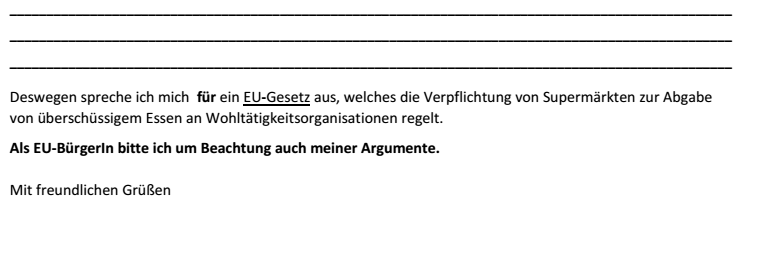 Deswegen spreche ich mich für ein EU-Gesetz aus, welches die Verpflichtung von Supermärkten zur Abgabe
von überschüssigem Essen an Wohltätigkeitsorganisationen regelt.
Als EU-BürgerIn bitte ich um Beachtung auch meiner Argumente.
Mit freundlichen Grüßen